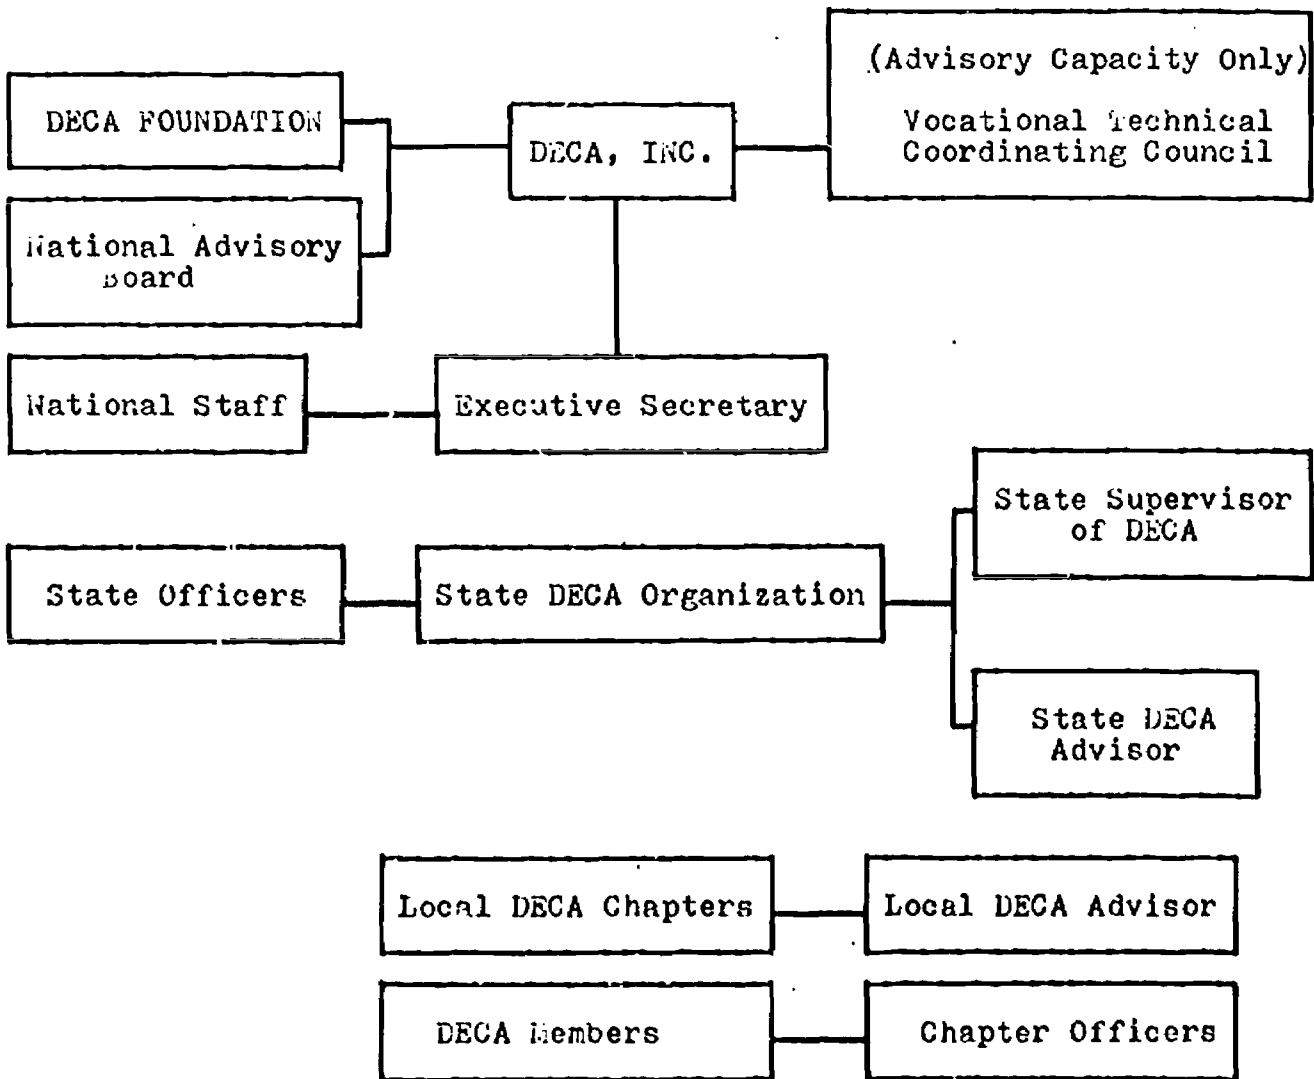 (Advisory Capacity Only)
Vocational Technical
Coordinating Council
DECA FOUNDATION
DECA, INC.
National Advisory
Board
National Staff
Executive Secretary
State Supervisor
of DECA
State Officers
State DECA Organization
State DECA
Advisor
Local DECA Chapters
Local DECA Advisor
DECA Members
Chapter Officers